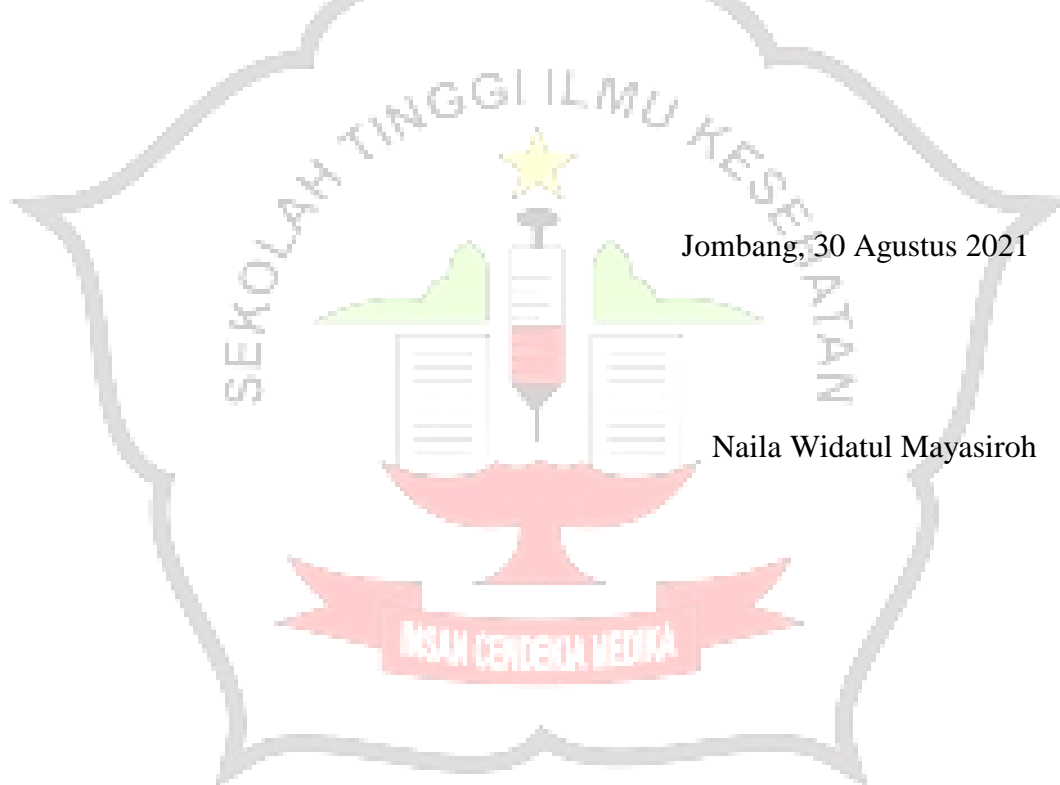 SEKOLAH TINGGI ILMU KESEHATAN
Jombang, 30 Agustus 2021
Naila Widatul Mayasiroh
INSAN CENDEKIA MEDIKA